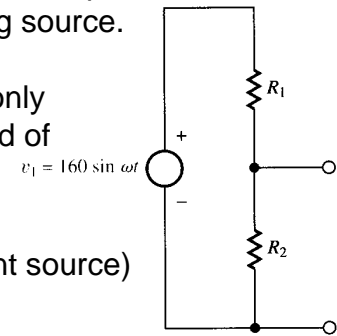 g source.
R₁
only
d of
+
v₁ = 160 sin ωt
−
R₂
nt source)